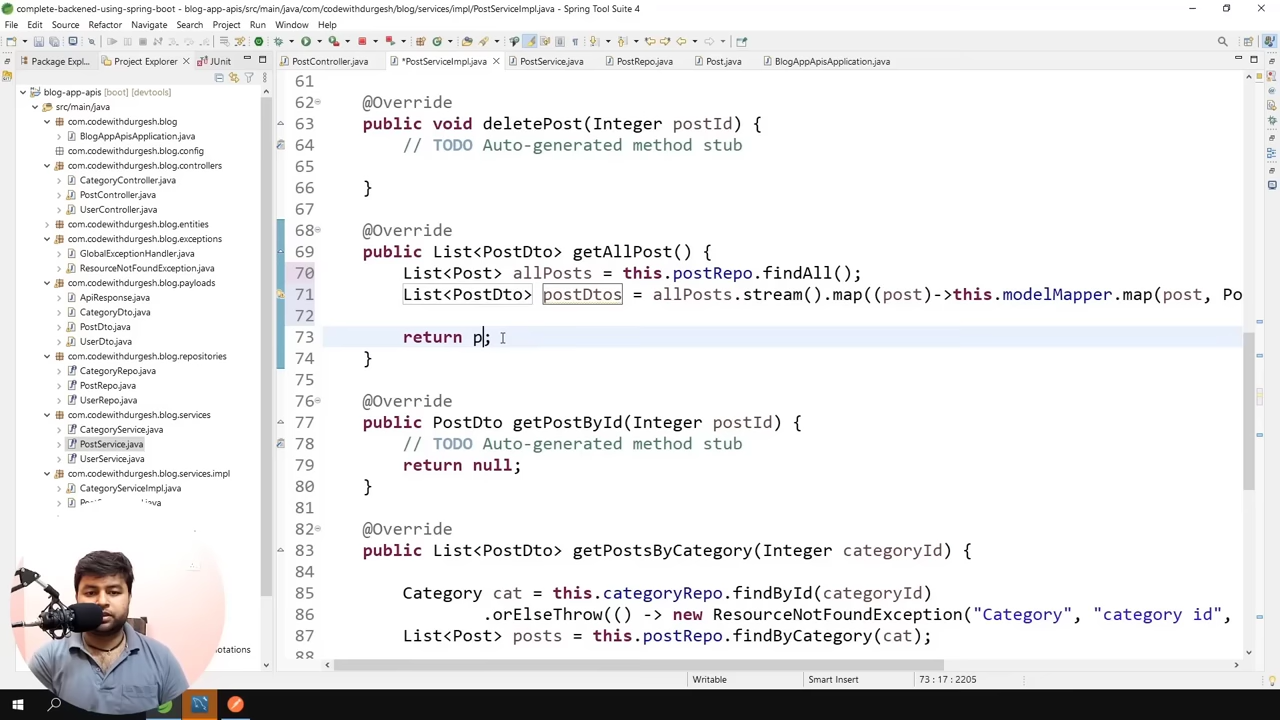 complete-backened-using-spring-boot - blog-app-apis/src/main/java/com/codewithdurgesh/blog/services/impl/PostServiceImpl.java - Spring Tool Suite 4
File Edit Source Refactor Navigate Search Project Run Window Help
Package Expl... Project Explorer JUnit
PostController.java *PostServiceImpl.java PostService.java PostRepo.java Post.java BlogAppApisApplication.java
blog-app-apis [boot] [devtools]
src/main/java
com.codewithdurgesh.blog
BlogAppApisApplication.java
com.codewithdurgesh.blog.config
com.codewithdurgesh.blog.controllers
CategoryController.java
PostController.java
UserController.java
com.codewithdurgesh.blog.entities
com.codewithdurgesh.blog.exceptions
GlobalExceptionHandler.java
ResourceNotFoundException.java
com.codewithdurgesh.blog.payloads
ApiResponse.java
CategoryDto.java
PostDto.java
UserDto.java
com.codewithdurgesh.blog.repositories
CategoryRepo.java
PostRepo.java
UserRepo.java
com.codewithdurgesh.blog.services
CategoryService.java
PostService.java
UserService.java
com.codewithdurgesh.blog.services.impl
CategoryServiceImpl.java
61
62 @Override
63 public void deletePost(Integer postId) {
64 // TODO Auto-generated method stub
65
66 }
67
68 @Override
69 public List<PostDto> getAllPost() {
70 List<Post> allPosts = this.postRepo.findAll();
71 List<PostDto> postDtos = allPosts.stream().map((post)->this.modelMapper.map(post, Po
72
73 return p;
74 }
75
76 @Override
77 public PostDto getPostById(Integer postId) {
78 // TODO Auto-generated method stub
79 return null;
80 }
81
82 @Override
83 public List<PostDto> getPostsByCategory(Integer categoryId) {
84
85 Category cat = this.categoryRepo.findById(categoryId)
86 .orElseThrow(() -> new ResourceNotFoundException("Category", "category id",
87 List<Post> posts = this.postRepo.findByCategory(cat);
88
Writable Smart Insert 73 : 17 : 2205